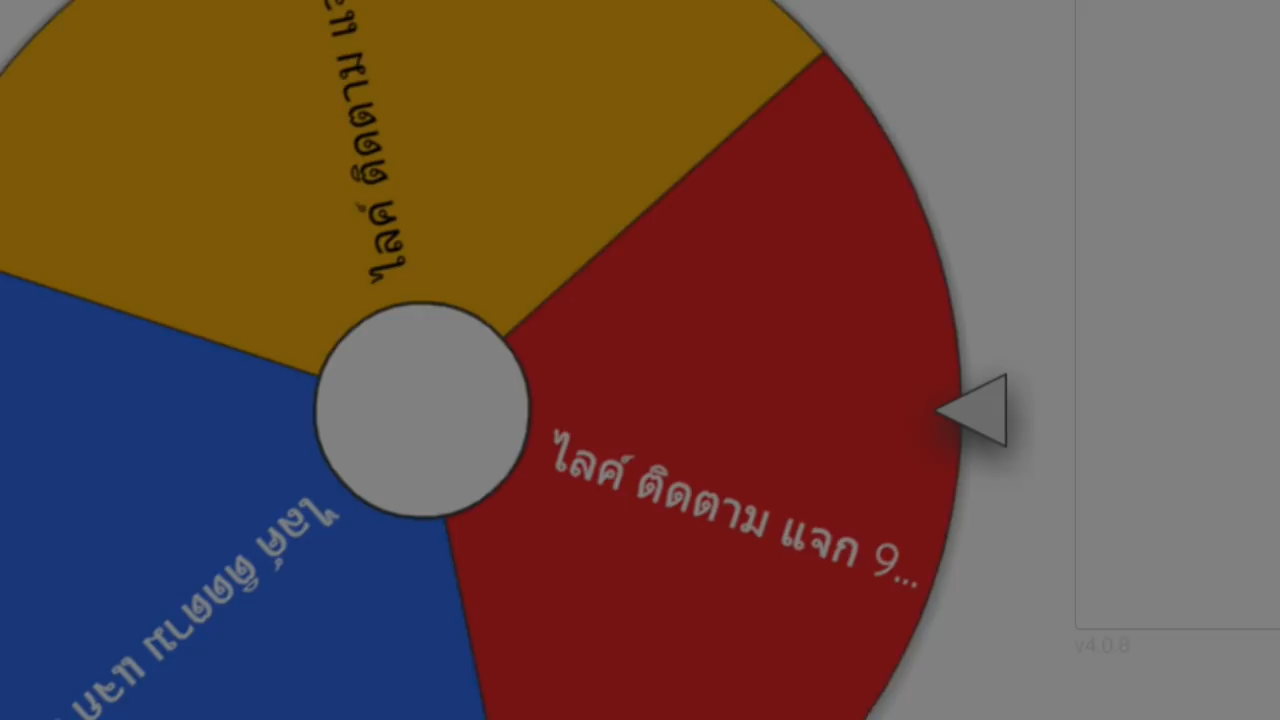 ไลค์ ติดตาม แ
ไลค์ ติดตาม แจก 9...
ไลค์ ติดตาม แจก
v4.0.8